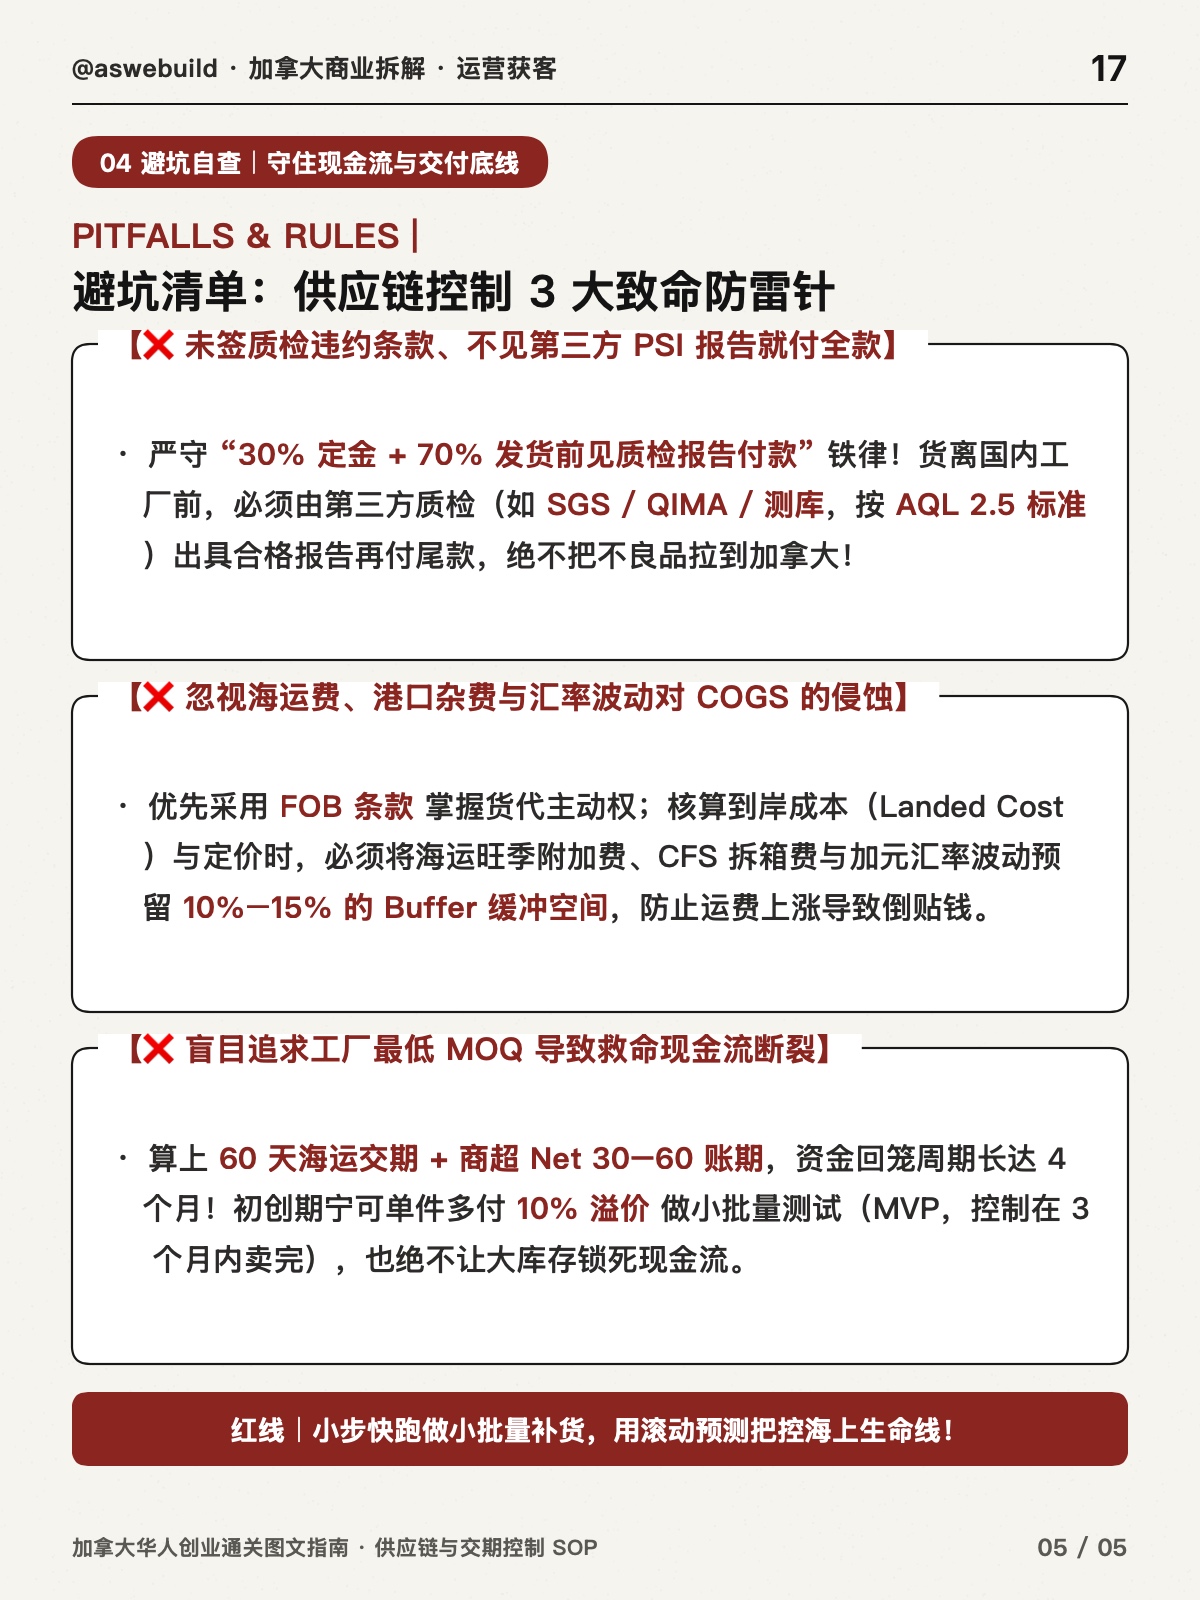 @aswebuild · 加拿大商业拆解 · 运营获客
17
04 避坑自查｜守住现金流与交付底线
PITFALLS & RULES |
避坑清单：供应链控制 3 大致命防雷针
【❌ 未签质检违约条款、不见第三方 PSI 报告就付全款】
· 严守 “30% 定金 + 70% 发货前见质检报告付款” 铁律！货离国内工
厂前，必须由第三方质检（如 SGS / QIMA / 测库，按 AQL 2.5 标准
）出具合格报告再付尾款，绝不把不良品拉到加拿大！
【❌ 忽视海运费、港口杂费与汇率波动对 COGS 的侵蚀】
· 优先采用 FOB 条款 掌握货代主动权；核算到岸成本（Landed Cost
）与定价时，必须将海运旺季附加费、CFS 拆箱费与加元汇率波动预
留 10%–15% 的 Buffer 缓冲空间，防止运费上涨导致倒贴钱。
【❌ 盲目追求工厂最低 MOQ 导致救命现金流断裂】
· 算上 60 天海运交期 + 商超 Net 30–60 账期，资金回笼周期长达 4
个月！初创期宁可单件多付 10% 溢价 做小批量测试（MVP，控制在 3
个月内卖完），也绝不让大库存锁死现金流。
红线｜小步快跑做小批量补货，用滚动预测把控海上生命线！
加拿大华人创业通关图文指南 · 供应链与交期控制 SOP
05 / 05